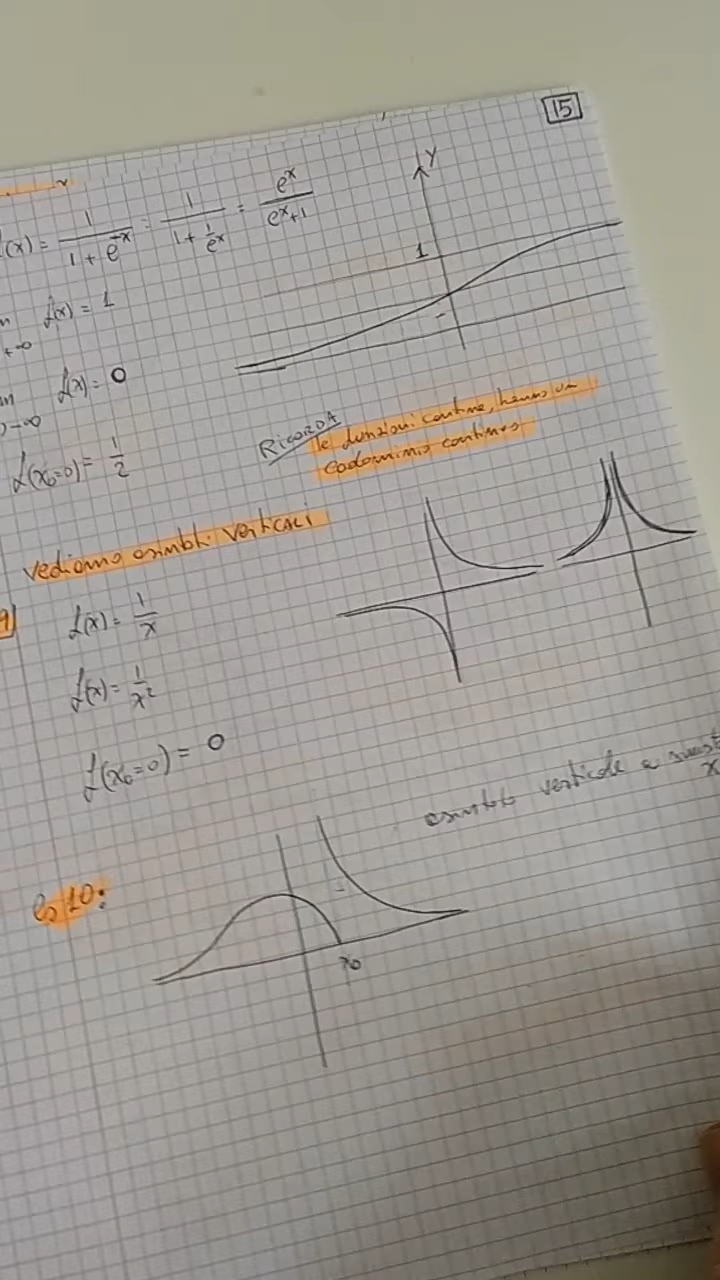 15
f(x) = 1/(1 + e^-x) = 1/(1 + 1/e^x) = e^x/(e^x+1)
Y
1
f(x) = 1
+∞
f(x) = 0
-∞
f(x₀=0) = 1/2
RICORDA
le funzioni continue, hanno un
codominio continuo
Vediamo asintoti VERTICALI
9)
f(x) = 1/x
f(x) = 1/x²
f(x₀=0) = 0
asintoto verticale a
x
es 10:
x₀